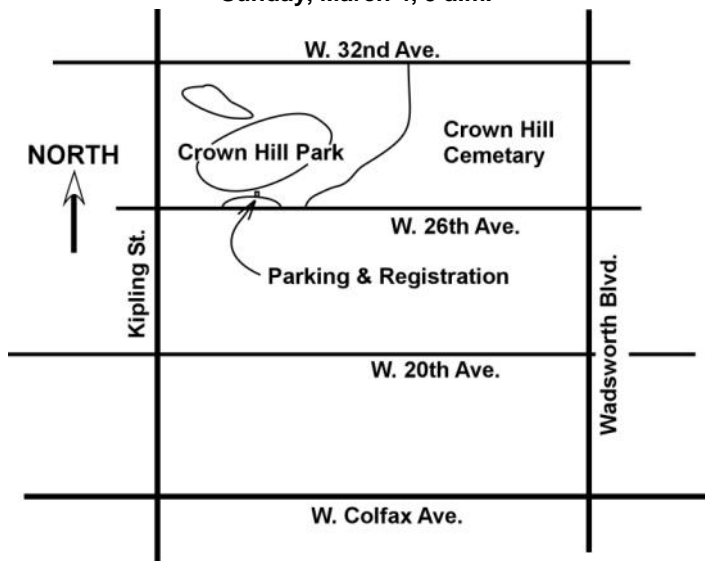 W. 32nd Ave.
Crown Hill
Cemetary
Crown Hill Park
NORTH
W. 26th Ave.
Parking & Registration
Kipling St.
Wadsworth Blvd.
W. 20th Ave.
W. Colfax Ave.